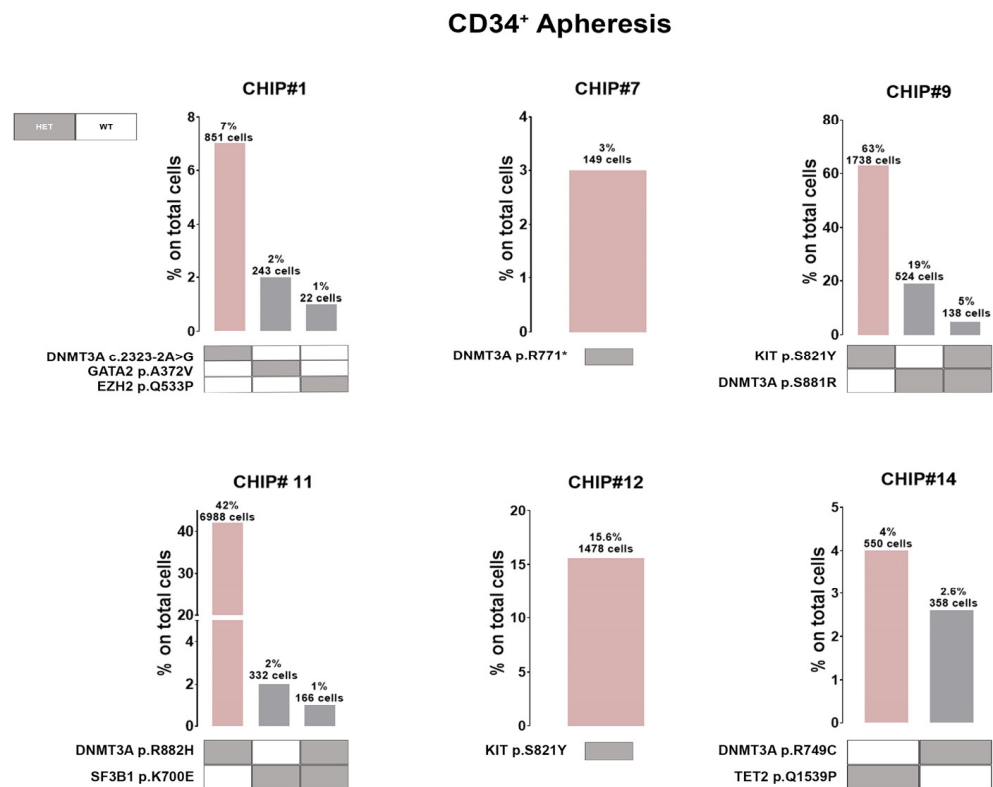 CD34⁺ Apheresis
HET WT
CHIP#1
% on total cells
8
6
4
2
0
7%
851 cells
2%
243 cells
1%
22 cells
DNMT3A c.2323-2A>G
GATA2 p.A372V
EZH2 p.Q533P
CHIP#7
% on total cells
4
3
2
1
0
3%
149 cells
DNMT3A p.R771*
CHIP#9
% on total cells
80
60
40
20
0
63%
1738 cells
19%
524 cells
5%
138 cells
KIT p.S821Y
DNMT3A p.S881R
CHIP# 11
% on total cells
40
30
20
4
2
0
42%
6988 cells
2%
332 cells
1%
166 cells
DNMT3A p.R882H
SF3B1 p.K700E
CHIP#12
% on total cells
20
15
10
5
0
15.6%
1478 cells
KIT p.S821Y
CHIP#14
% on total cells
5
4
3
2
1
0
4%
550 cells
2.6%
358 cells
DNMT3A p.R749C
TET2 p.Q1539P